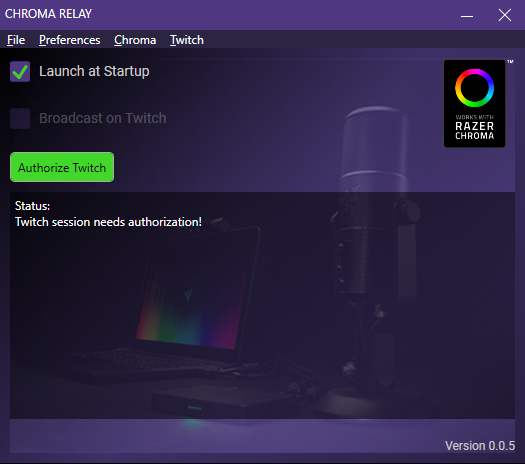 CHROMA RELAY
File Preferences Chroma Twitch
Launch at Startup
Broadcast on Twitch
WORKS WITH
RAZER
CHROMA
™
Authorize Twitch
Status:
Twitch session needs authorization!
Version 0.0.5